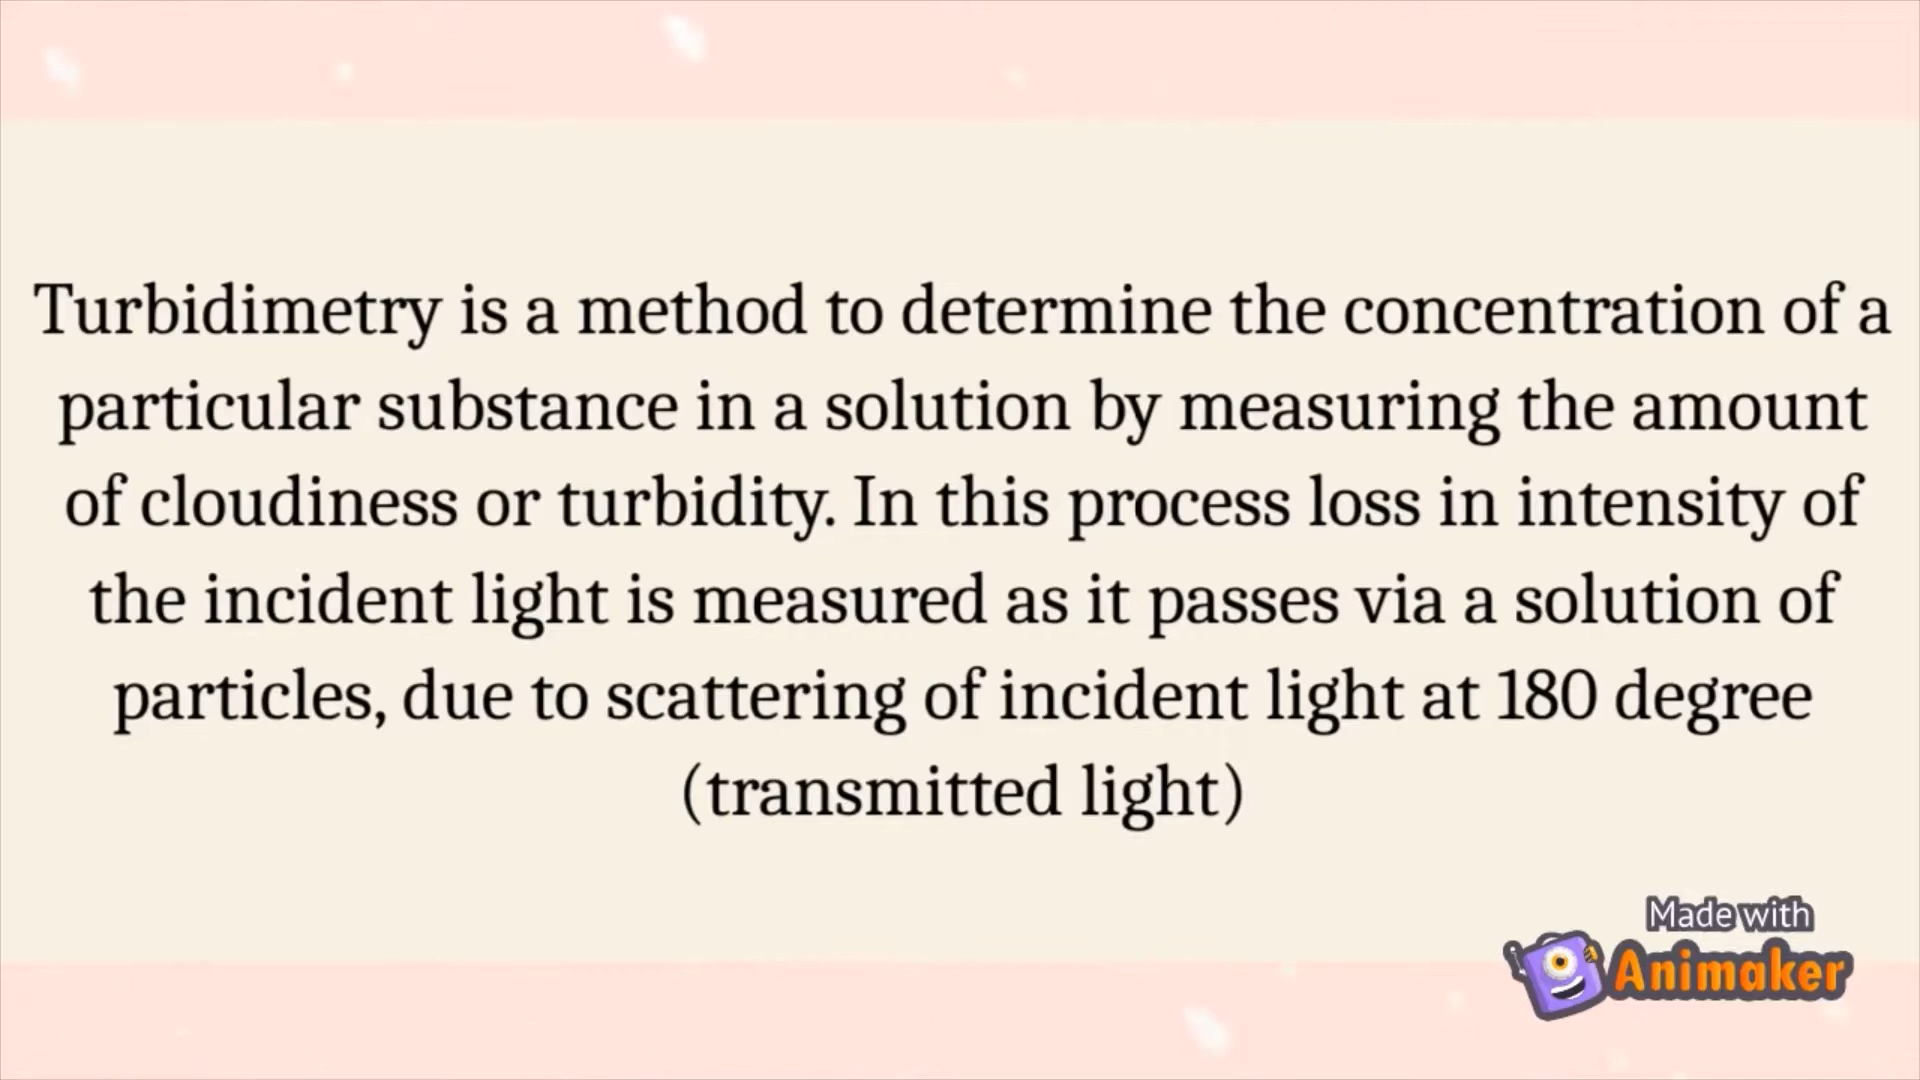 Turbidimetry is a method to determine the concentration of a
particular substance in a solution by measuring the amount
of cloudiness or turbidity. In this process loss in intensity of
the incident light is measured as it passes via a solution of
particles, due to scattering of incident light at 180 degree
(transmitted light)
Made with
Animaker